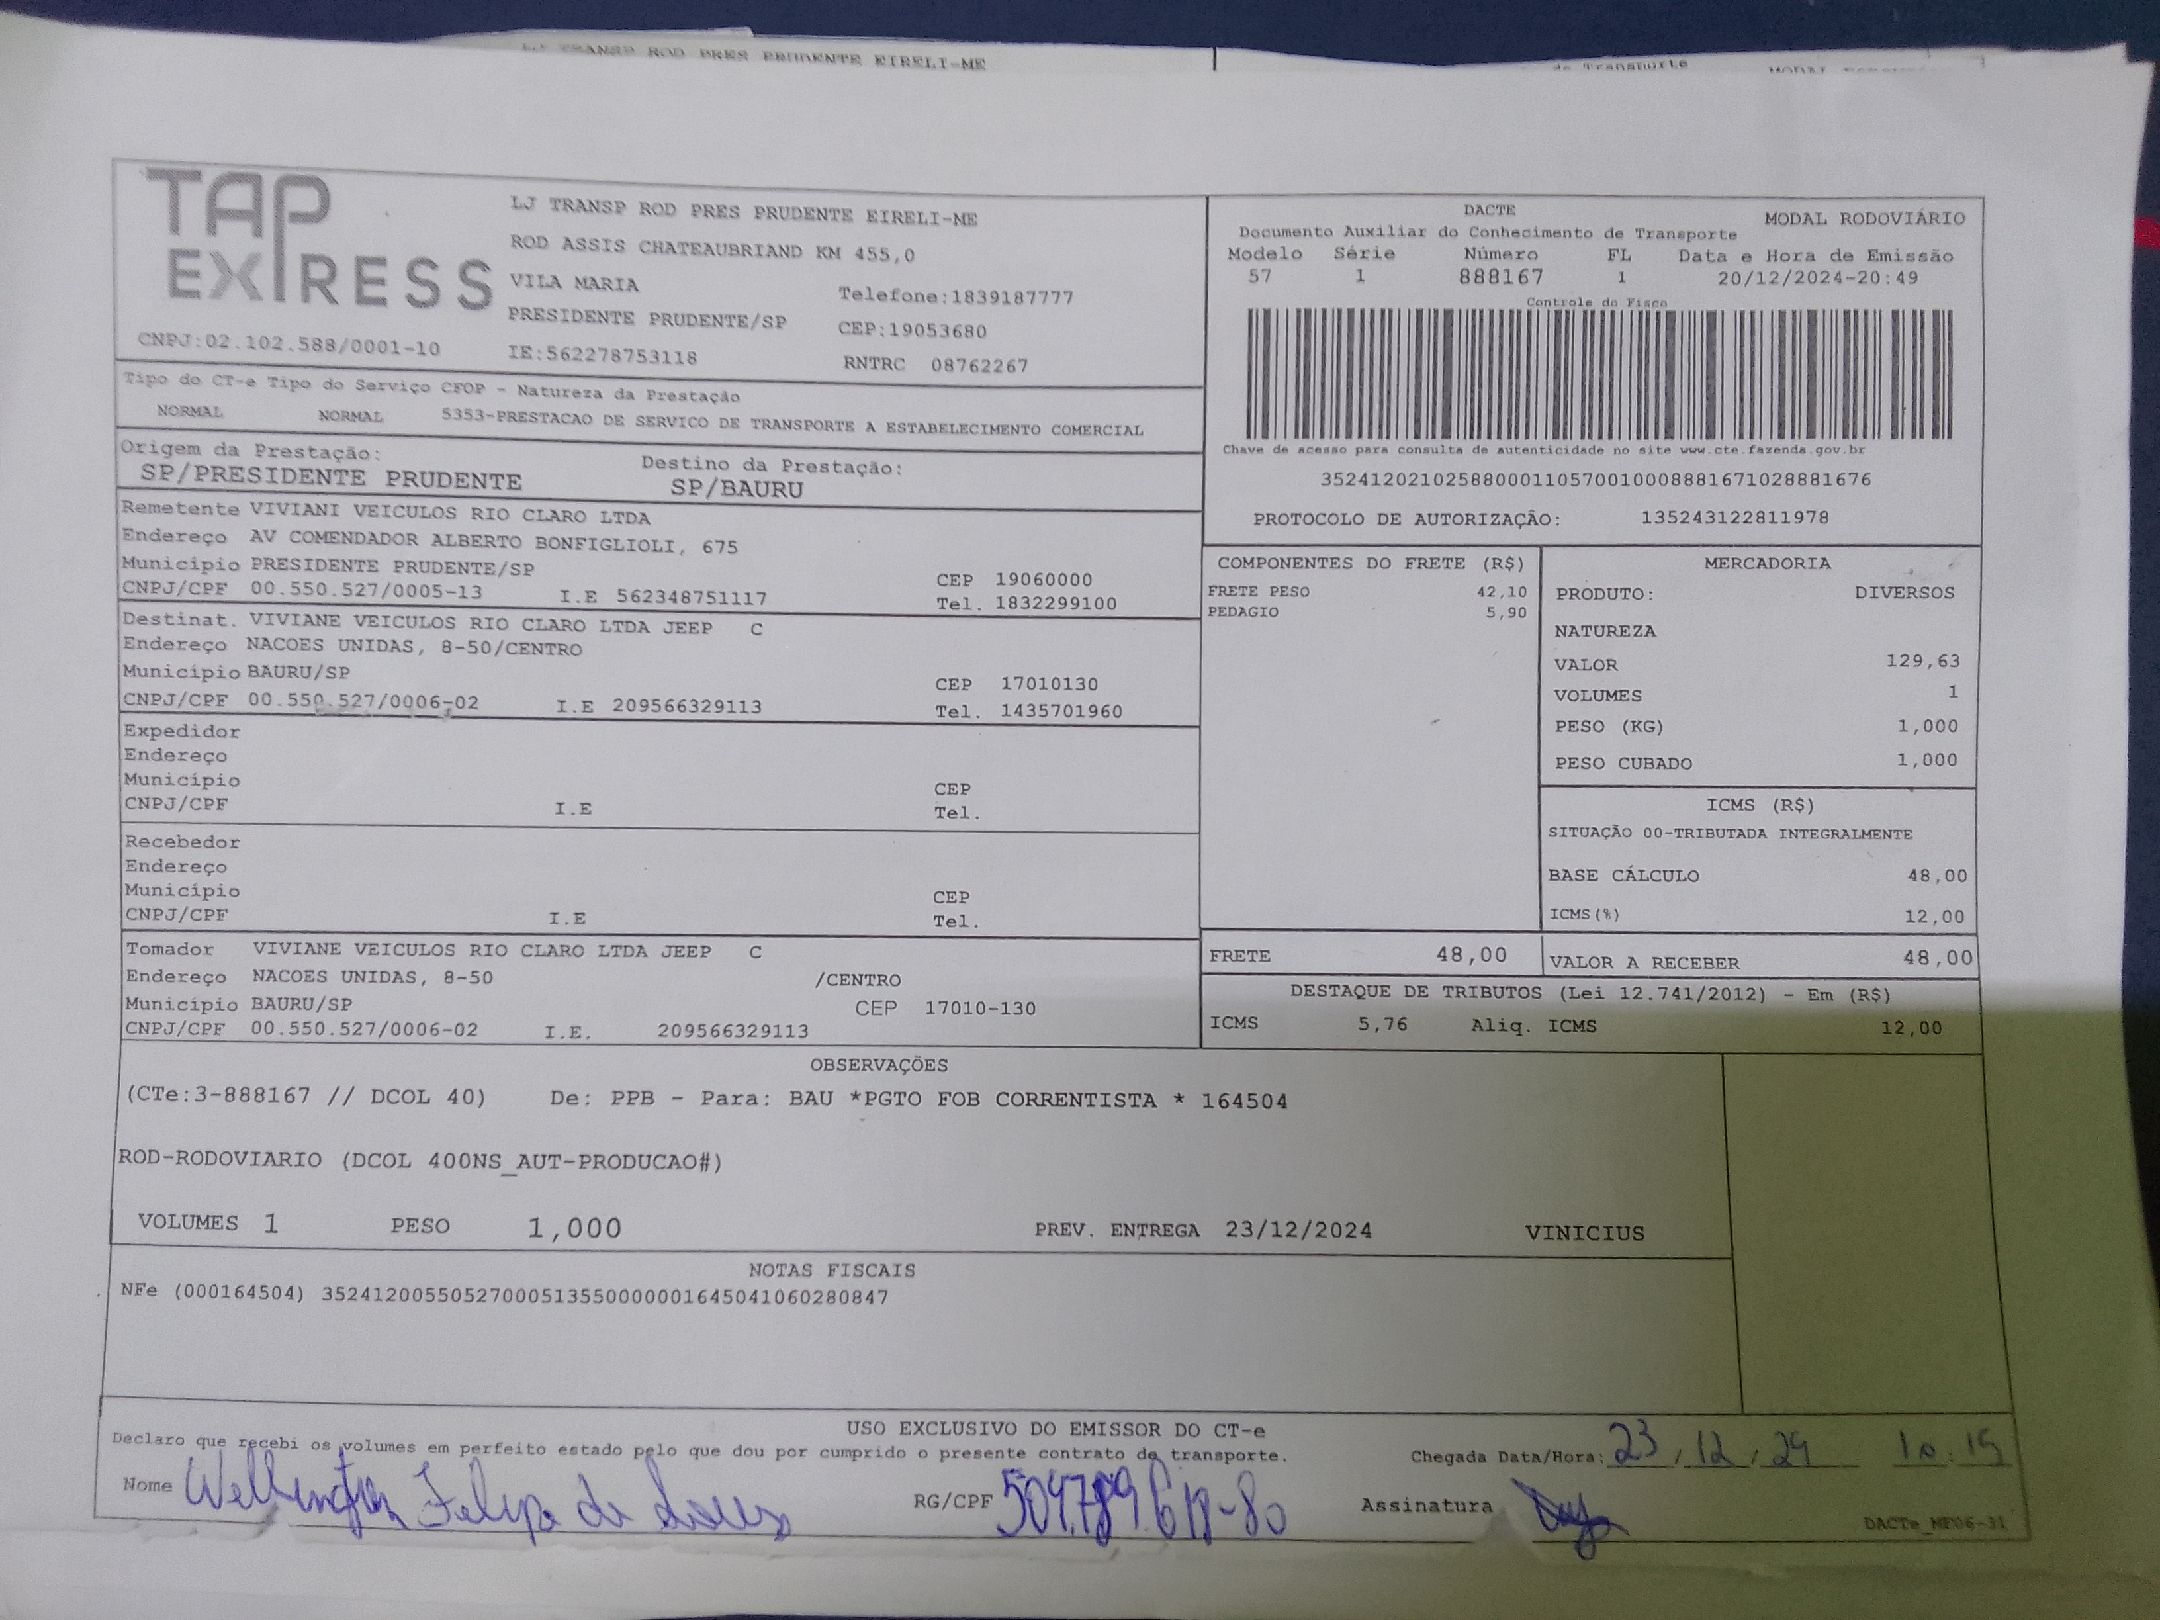 LJ TRANSP ROD PRES PRUDENTE EIRELI-ME
TAP EXPRESS
LJ TRANSP ROD PRES PRUDENTE EIRELI-ME
ROD ASSIS CHATEAUBRIAND KM 455,0
VILA MARIA Telefone:1839187777
PRESIDENTE PRUDENTE/SP CEP:19053680
CNPJ:02.102.588/0001-10 IE:562278753118 RNTRC 08762267
DACTE MODAL RODOVIÁRIO
Documento Auxiliar do Conhecimento de Transporte
Modelo Série Número FL Data e Hora de Emissão
57 1 888167 1 20/12/2024-20:49
Controle do Fisco
Chave de acesso para consulta de autenticidade no site www.cte.fazenda.gov.br
35241202102588000110570010008881671028881676
PROTOCOLO DE AUTORIZAÇÃO: 135243122811978
Tipo do CT-e Tipo do Serviço CFOP - Natureza da Prestação
NORMAL NORMAL 5353-PRESTACAO DE SERVICO DE TRANSPORTE A ESTABELECIMENTO COMERCIAL
Origem da Prestação: Destino da Prestação:
SP/PRESIDENTE PRUDENTE SP/BAURU
Remetente VIVIANI VEICULOS RIO CLARO LTDA
Endereço AV COMENDADOR ALBERTO BONFIGLIOLI, 675
Município PRESIDENTE PRUDENTE/SP CEP 19060000
CNPJ/CPF 00.550.527/0005-13 I.E 562348751117 Tel. 1832299100
Destinat. VIVIANE VEICULOS RIO CLARO LTDA JEEP C
Endereço NACOES UNIDAS, 8-50/CENTRO
Município BAURU/SP CEP 17010130
CNPJ/CPF 00.550.527/0006-02 I.E 209566329113 Tel. 1435701960
Expedidor
Endereço
Município CEP
CNPJ/CPF I.E Tel.
Recebedor
Endereço
Município CEP
CNPJ/CPF I.E Tel.
Tomador VIVIANE VEICULOS RIO CLARO LTDA JEEP C
Endereço NACOES UNIDAS, 8-50 /CENTRO
Município BAURU/SP CEP 17010-130
CNPJ/CPF 00.550.527/0006-02 I.E. 209566329113
COMPONENTES DO FRETE (R$)
FRETE PESO 42,10
PEDAGIO 5,90
MERCADORIA
PRODUTO: DIVERSOS
NATUREZA
VALOR 129,63
VOLUMES 1
PESO (KG) 1,000
PESO CUBADO 1,000
ICMS (R$)
SITUAÇÃO 00-TRIBUTADA INTEGRALMENTE
BASE CÁLCULO 48,00
ICMS(%) 12,00
FRETE 48,00 VALOR A RECEBER 48,00
DESTAQUE DE TRIBUTOS (Lei 12.741/2012) - Em (R$)
ICMS 5,76 Aliq. ICMS 12,00
OBSERVAÇÕES
(CTe:3-888167 // DCOL 40) De: PPB - Para: BAU *PGTO FOB CORRENTISTA * 164504
ROD-RODOVIARIO (DCOL 400NS_AUT-PRODUCAO#)
VOLUMES 1 PESO 1,000 PREV. ENTREGA 23/12/2024 VINICIUS
NOTAS FISCAIS
NFe (000164504) 35241200550527000513550000001645041060280847
USO EXCLUSIVO DO EMISSOR DO CT-e
Declaro que recebi os volumes em perfeito estado pelo que dou por cumprido o presente contrato de transporte. Chegada Data/Hora: 23/12/24
Nome Wellington Felipe de RG/CPF Assinatura
DACTe_MF06-31